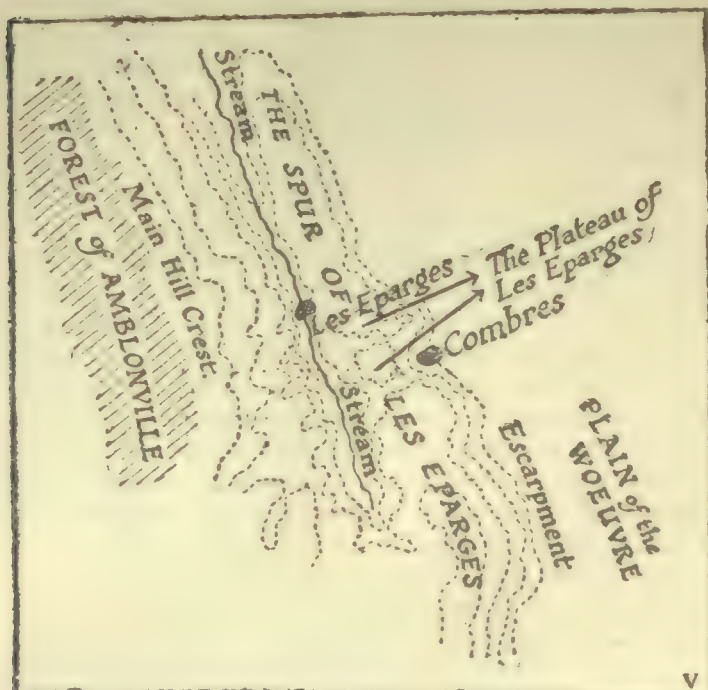 Stream
THE SPUR OF
LES EPARGES
FOREST of AMBLONVILLE
Main Hill Crest.
Les Eparges
The Plateau of
Les Eparges
Combres
Stream
Escarpment
PLAIN of the
WOEUVRE
V